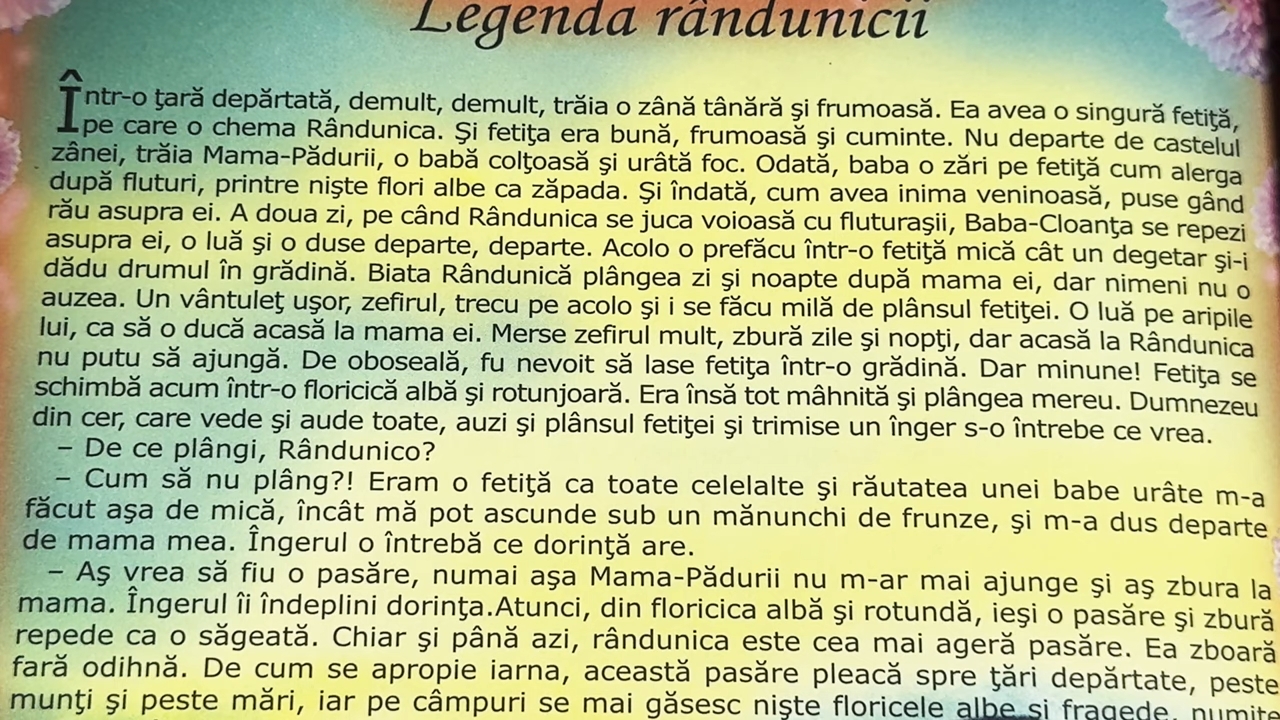 Legenda rândunicii
Într-o ţară depărtată, demult, demult, trăia o zână tânără şi frumoasă. Ea avea o singură fetiţă,
pe care o chema Rândunica. Şi fetiţa era bună, frumoasă şi cuminte. Nu departe de castelul
zânei, trăia Mama-Pădurii, o babă colţoasă şi urâtă foc. Odată, baba o zări pe fetiţă cum alerga
după fluturi, printre nişte flori albe ca zăpada. Şi îndată, cum avea inima veninoasă, puse gând
rău asupra ei. A doua zi, pe când Rândunica se juca voioasă cu fluturaşii, Baba-Cloanţa se repezi
asupra ei, o luă şi o duse departe, departe. Acolo o prefăcu într-o fetiţă mică cât un degetar şi-i
dădu drumul în grădină. Biata Rândunică plângea zi şi noapte după mama ei, dar nimeni nu o
auzea. Un vântuleţ uşor, zefirul, trecu pe acolo şi i se făcu milă de plânsul fetiţei. O luă pe aripile
lui, ca să o ducă acasă la mama ei. Merse zefirul mult, zbură zile şi nopţi, dar acasă la Rândunica
nu putu să ajungă. De oboseală, fu nevoit să lase fetiţa într-o grădină. Dar minune! Fetiţa se
schimbă acum într-o floricică albă şi rotunjoară. Era însă tot mâhnită şi plângea mereu. Dumnezeu
din cer, care vede şi aude toate, auzi şi plânsul fetiţei şi trimise un înger s-o întrebe ce vrea.
– De ce plângi, Rândunico?
– Cum să nu plâng?! Eram o fetiţă ca toate celelalte şi răutatea unei babe urâte m-a
făcut aşa de mică, încât mă pot ascunde sub un mănunchi de frunze, şi m-a dus departe
de mama mea. Îngerul o întrebă ce dorinţă are.
– Aş vrea să fiu o pasăre, numai aşa Mama-Pădurii nu m-ar mai ajunge şi aş zbura la
mama. Îngerul îi îndeplini dorinţa.Atunci, din floricica albă şi rotundă, ieşi o pasăre şi zbură
repede ca o săgeată. Chiar şi până azi, rândunica este cea mai ageră pasăre. Ea zboară
fară odihnă. De cum se apropie iarna, această pasăre pleacă spre ţări depărtate, peste
munţi şi peste mări, iar pe câmpuri se mai găsesc nişte floricele albe şi fragede, numite